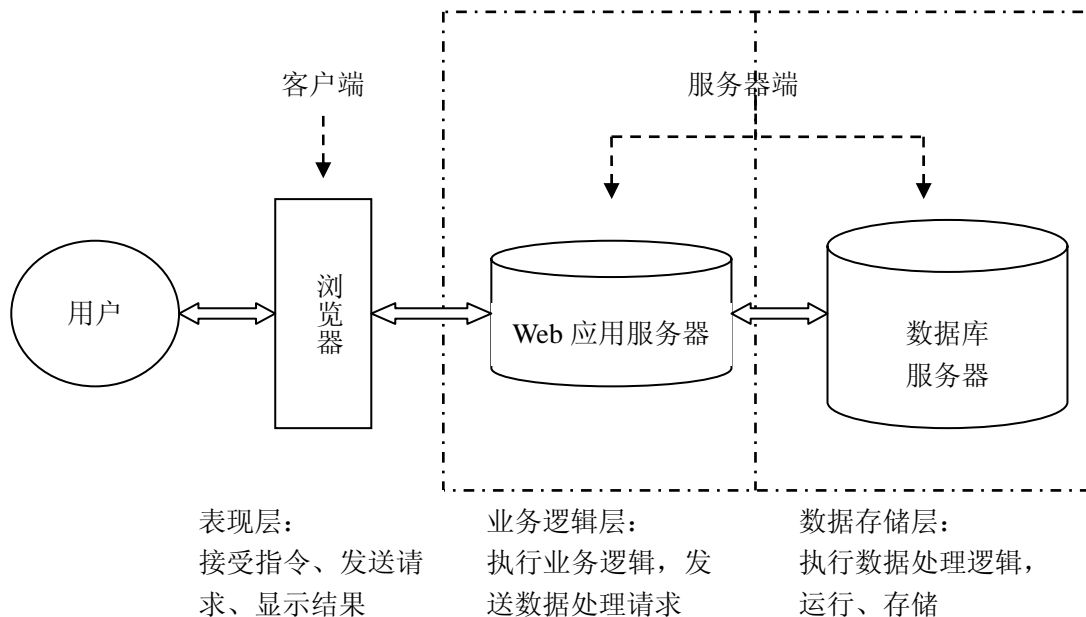 客户端
服务器端
用户
浏览器
Web 应用服务器
数据库
服务器
表现层：
接受指令、发送请
求、显示结果
业务逻辑层：
执行业务逻辑，发
送数据处理请求
数据存储层：
执行数据处理逻辑，
运行、存储